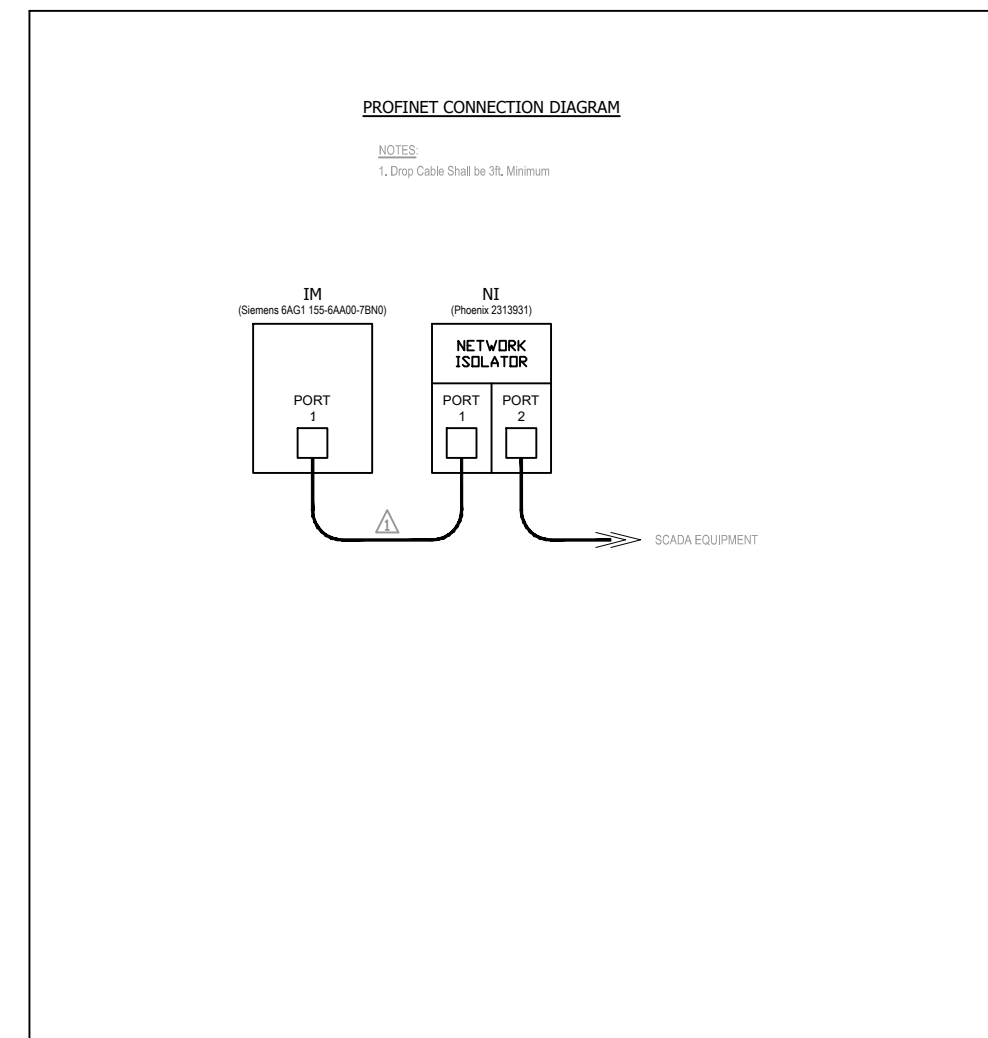 PROFINET CONNECTION DIAGRAM
NOTES:
1. Drop Cable Shall be 3ft. Minimum
IM
(Siemens 6AG1 155-6AA00-7BN0)
NI
(Phoenix 2313931)
NETWORK
ISOLATOR
PORT
1
PORT
1
PORT
2
1
SCADA EQUIPMENT